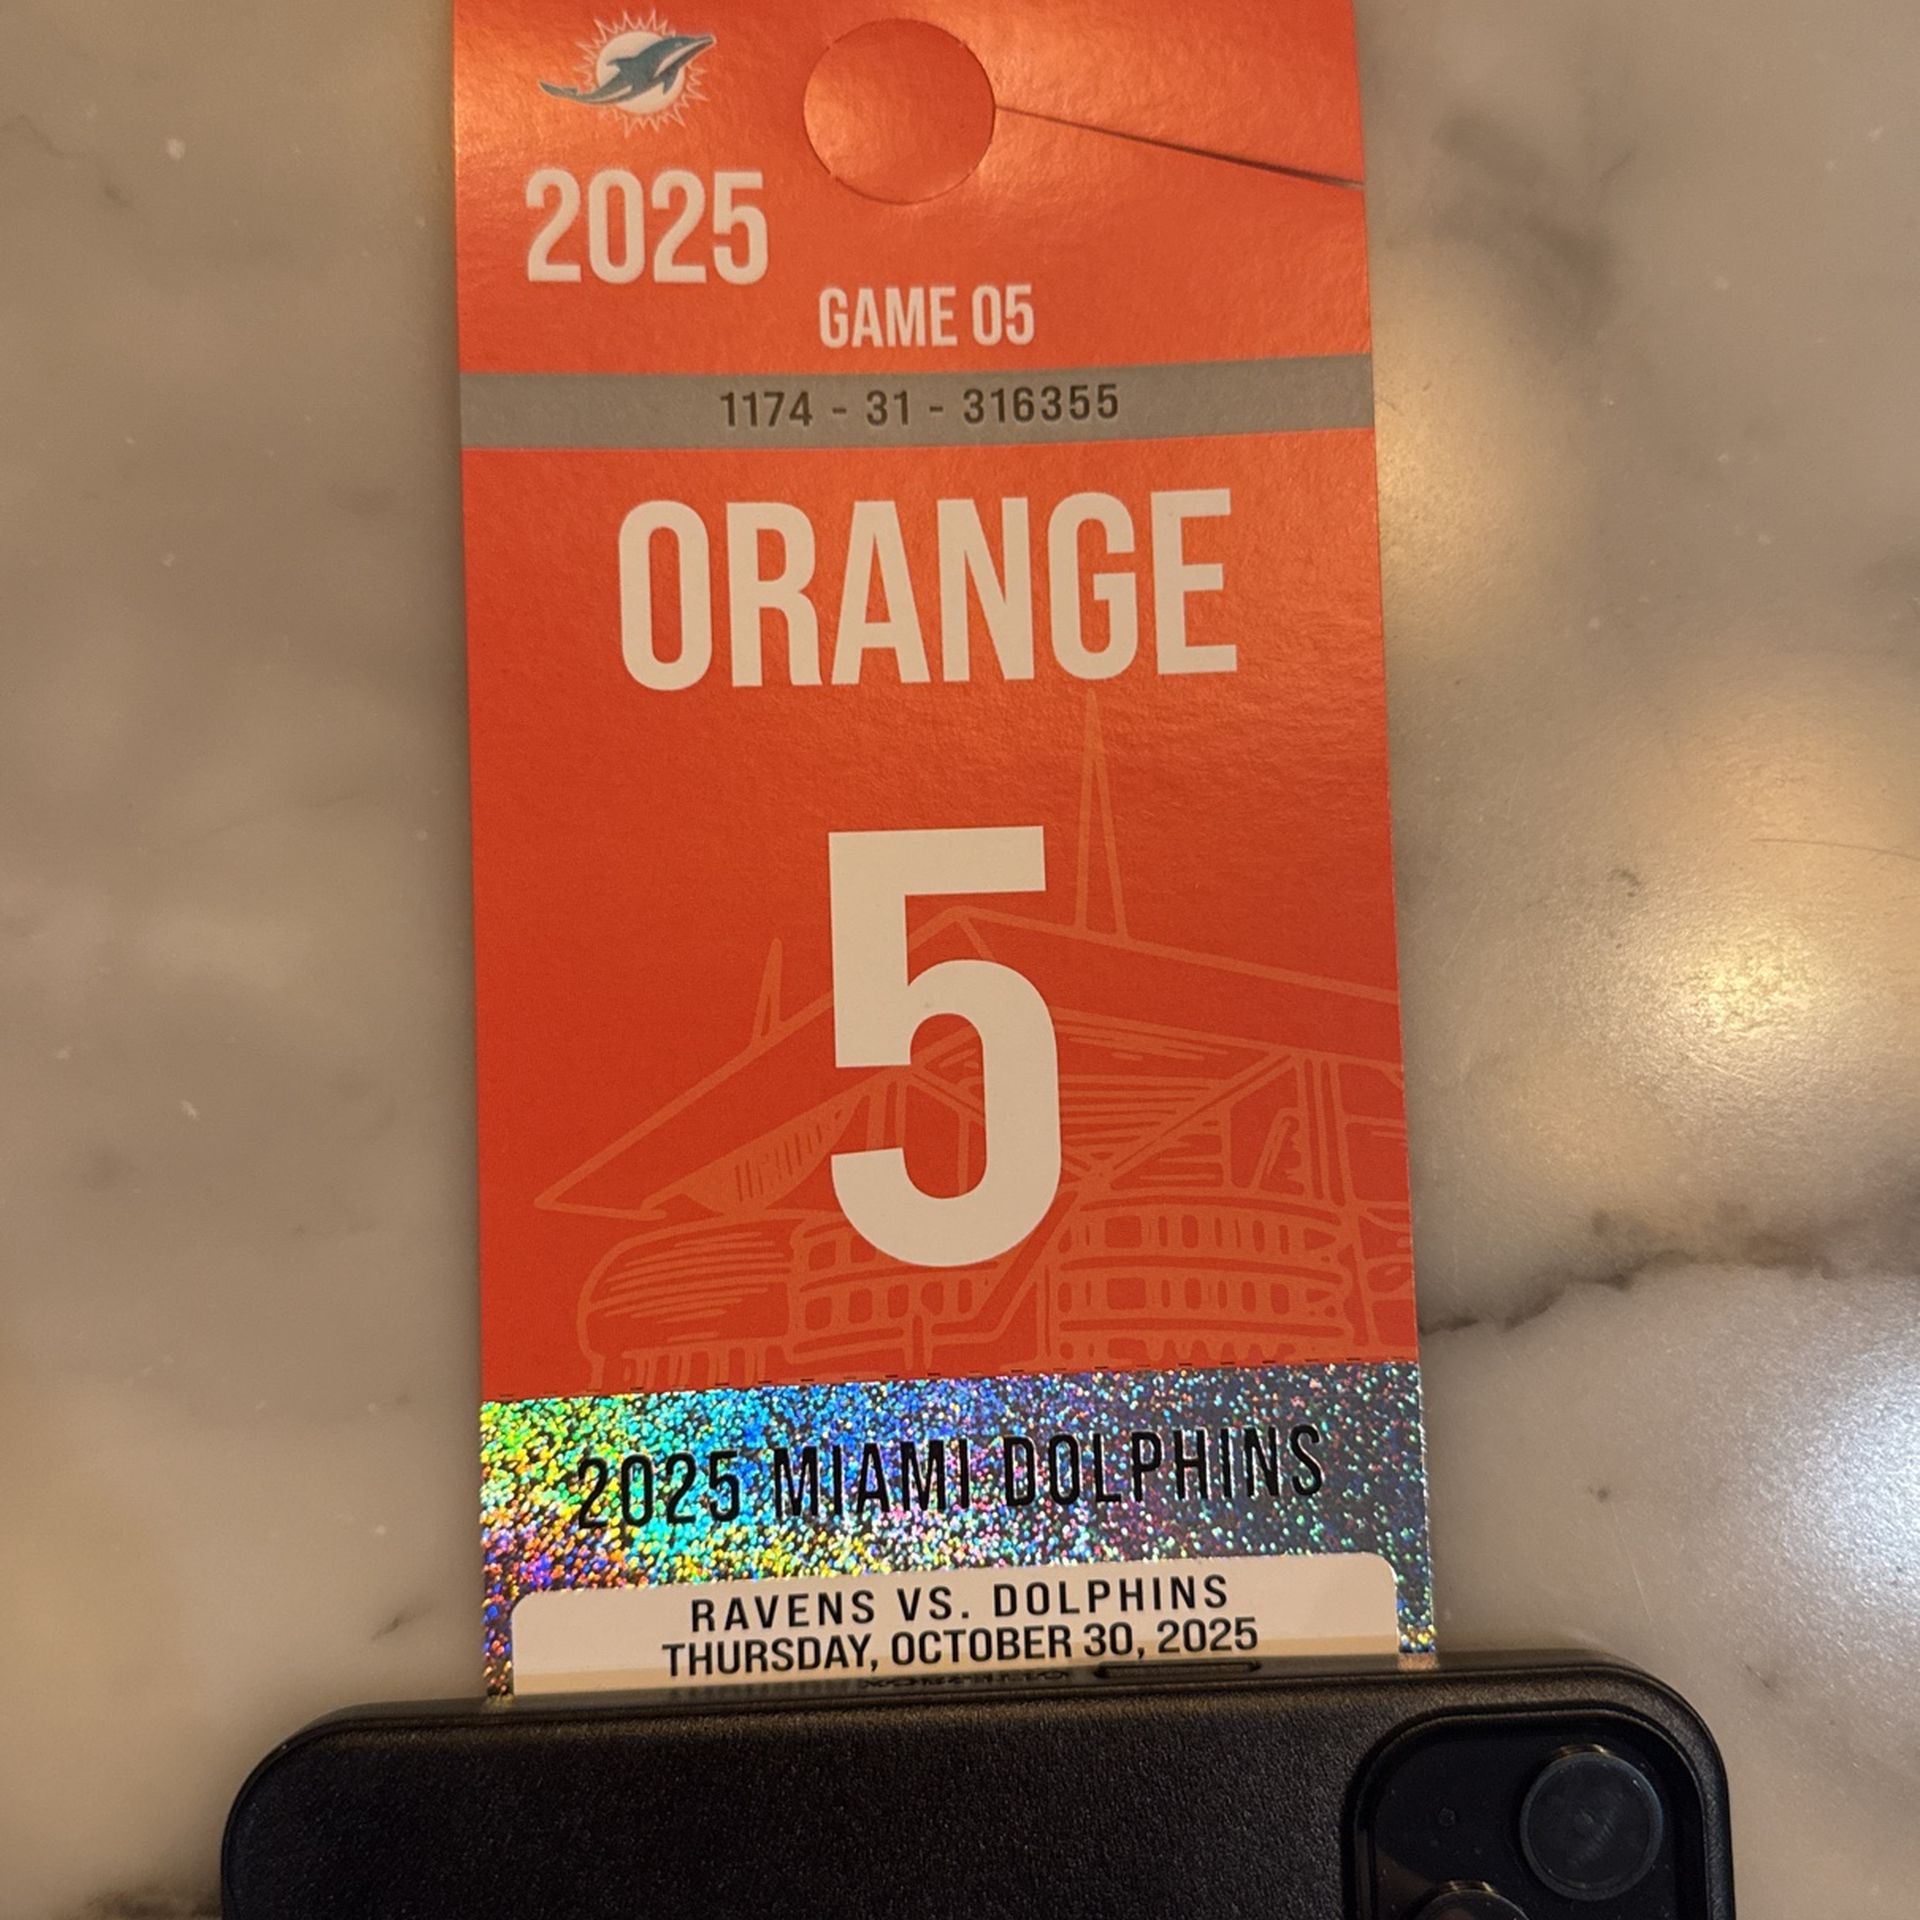 2025
GAME 05
1174 - 31 - 316355
ORANGE
5
2025 MIAMI DOLPHINS
RAVENS VS. DOLPHINS
THURSDAY, OCTOBER 30, 2025